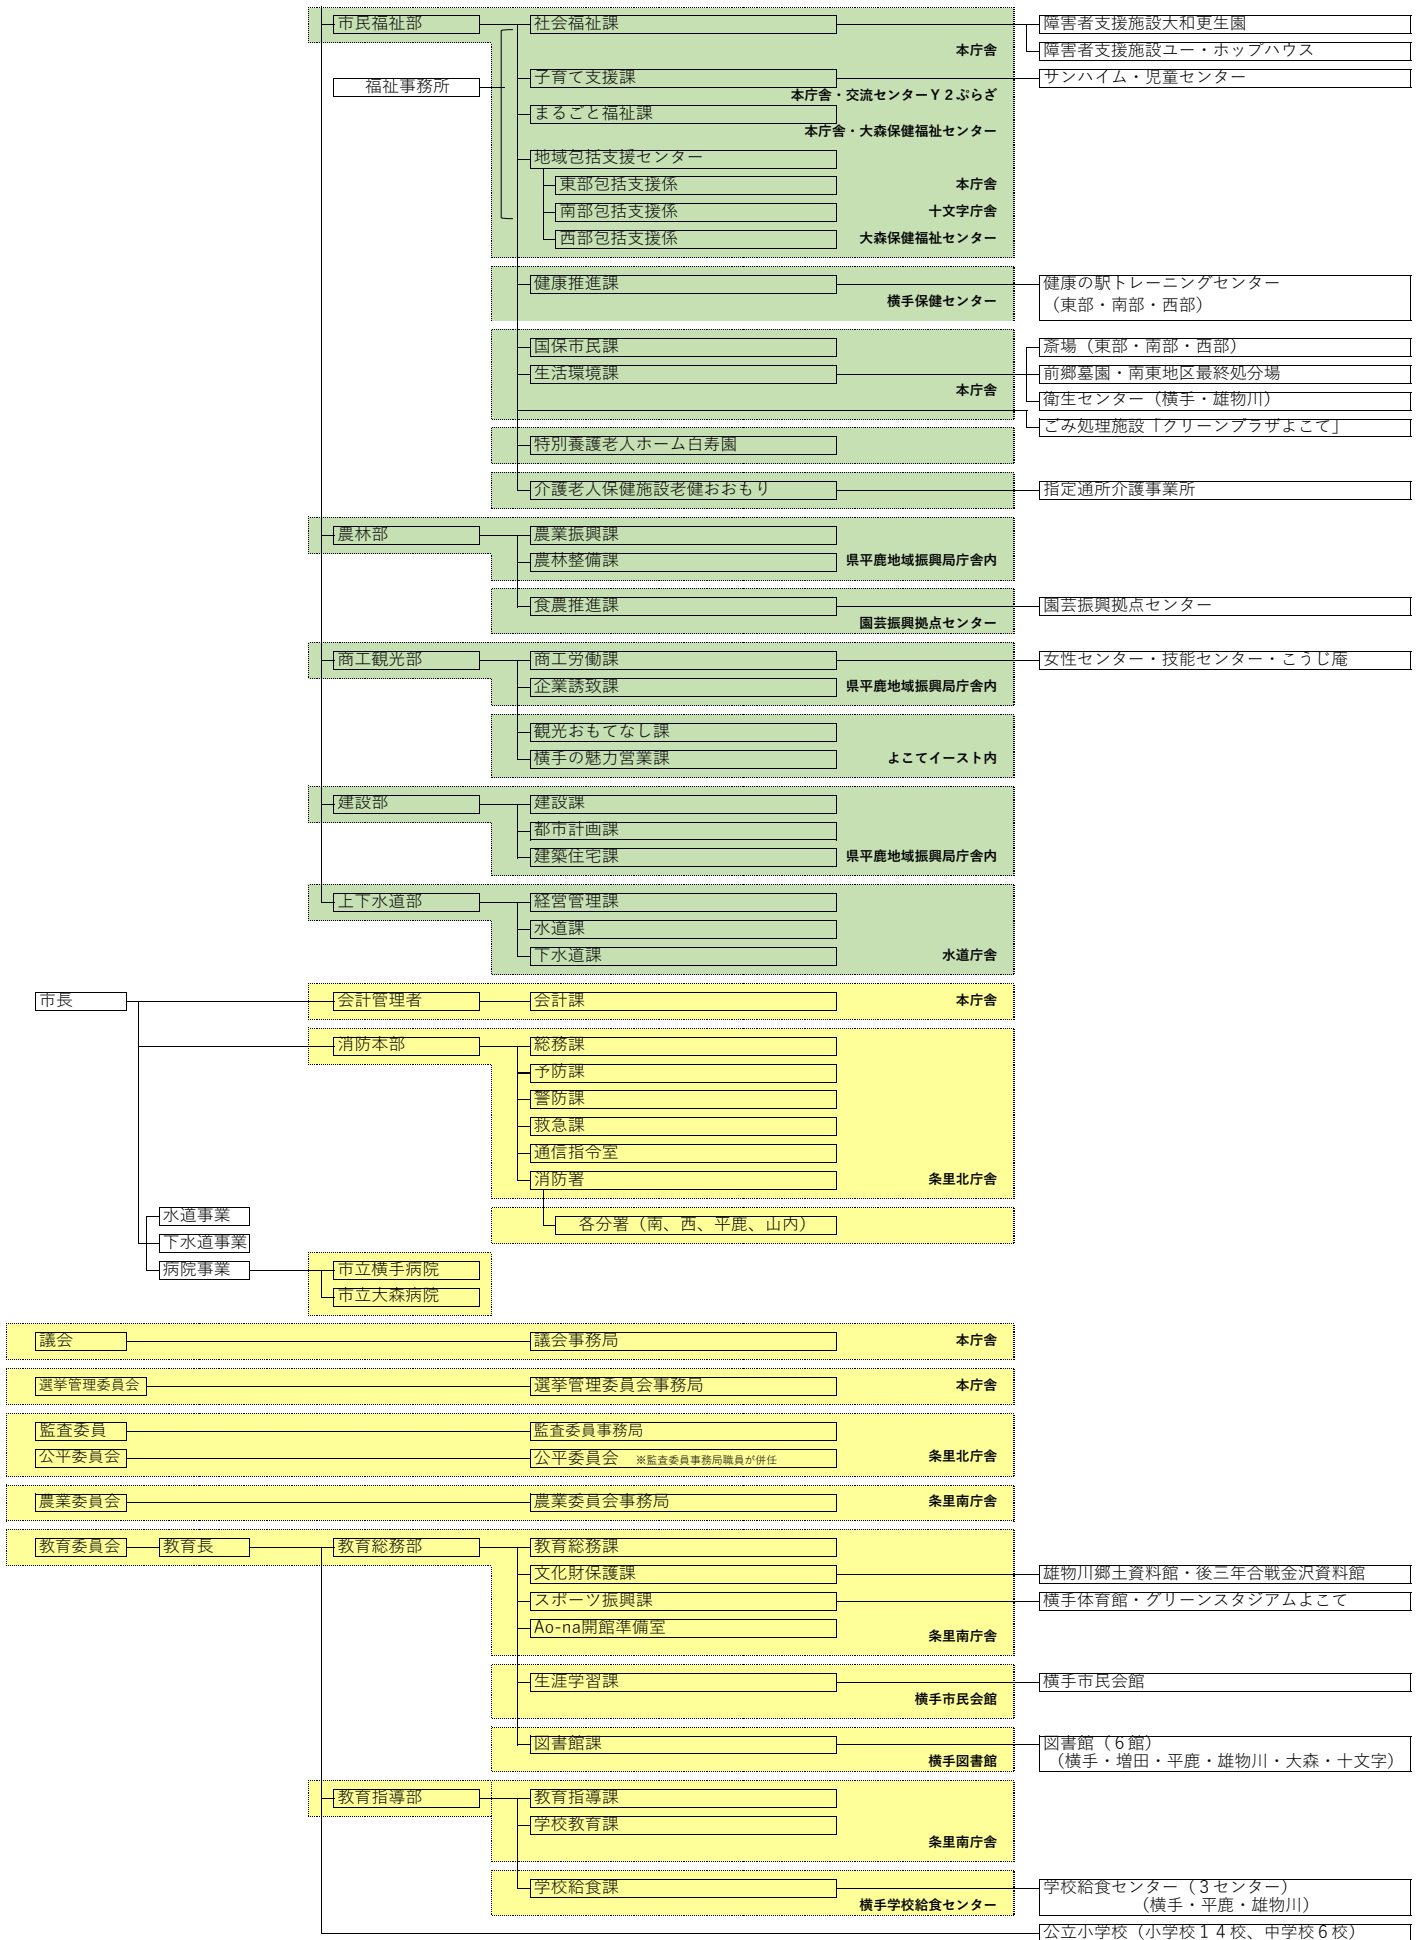 市民福祉部 社会福祉課 障害者支援施設大和更生園
本庁舎 障害者支援施設ユー・ホップハウス
福祉事務所 子育て支援課 サンハイム・児童センター
本庁舎・交流センターＹ２ぷらざ
まるごと福祉課
本庁舎・大森保健福祉センター
地域包括支援センター
東部包括支援係 本庁舎
南部包括支援係 十文字庁舎
西部包括支援係 大森保健福祉センター
健康推進課 健康の駅トレーニングセンター
横手保健センター （東部・南部・西部）
国保市民課 斎場（東部・南部・西部）
生活環境課 前郷墓園・南東地区最終処分場
本庁舎 衛生センター（横手・雄物川）
ごみ処理施設「クリーンプラザよこて」
特別養護老人ホーム白寿園
介護老人保健施設老健おおもり 指定通所介護事業所
農林部 農業振興課
農林整備課 県平鹿地域振興局庁舎内
食農推進課 園芸振興拠点センター
園芸振興拠点センター
商工観光部 商工労働課 女性センター・技能センター・こうじ庵
企業誘致課 県平鹿地域振興局庁舎内
観光おもてなし課
横手の魅力営業課 よこてイースト内
建設部 建設課
都市計画課
建築住宅課 県平鹿地域振興局庁舎内
上下水道部 経営管理課
水道課
下水道課 水道庁舎
市長 会計管理者 会計課 本庁舎
消防本部 総務課
予防課
警防課
救急課
通信指令室
消防署 条里北庁舎
水道事業 各分署（南、西、平鹿、山内）
下水道事業
病院事業 市立横手病院
市立大森病院
議会 議会事務局 本庁舎
選挙管理委員会 選挙管理委員会事務局 本庁舎
監査委員 監査委員事務局
公平委員会 公平委員会 ※監査委員事務局職員が併任 条里北庁舎
農業委員会 農業委員会事務局 条里南庁舎
教育委員会 教育長 教育総務部 教育総務課
文化財保護課 雄物川郷土資料館・後三年合戦金沢資料館
スポーツ振興課 横手体育館・グリーンスタジアムよこて
Ao-na開館準備室 条里南庁舎
生涯学習課 横手市民会館
横手市民会館
図書館課 図書館（６館）
横手図書館 （横手・増田・平鹿・雄物川・大森・十文字）
教育指導部 教育指導課
学校教育課
条里南庁舎
学校給食課 学校給食センター（３センター）
横手学校給食センター （横手・平鹿・雄物川）
公立小学校（小学校１４校、中学校６校）